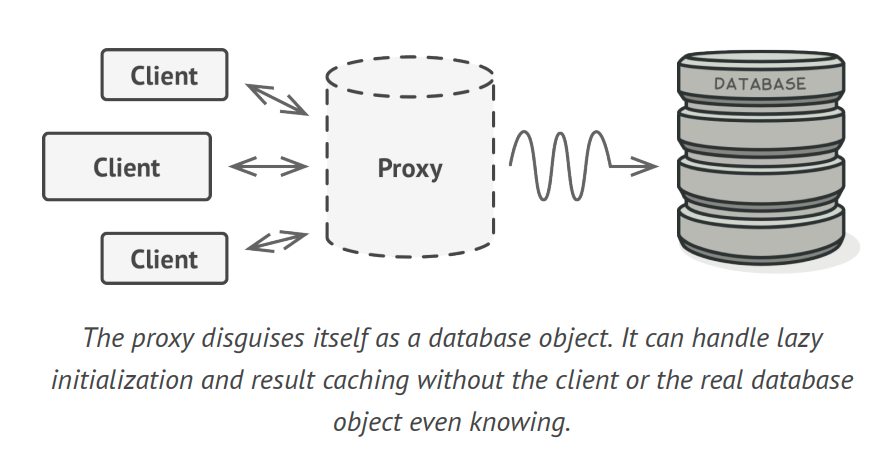 Client
DATABASE
Client
Proxy
Client
The proxy disguises itself as a database object. It can handle lazy
initialization and result caching without the client or the real database
object even knowing.